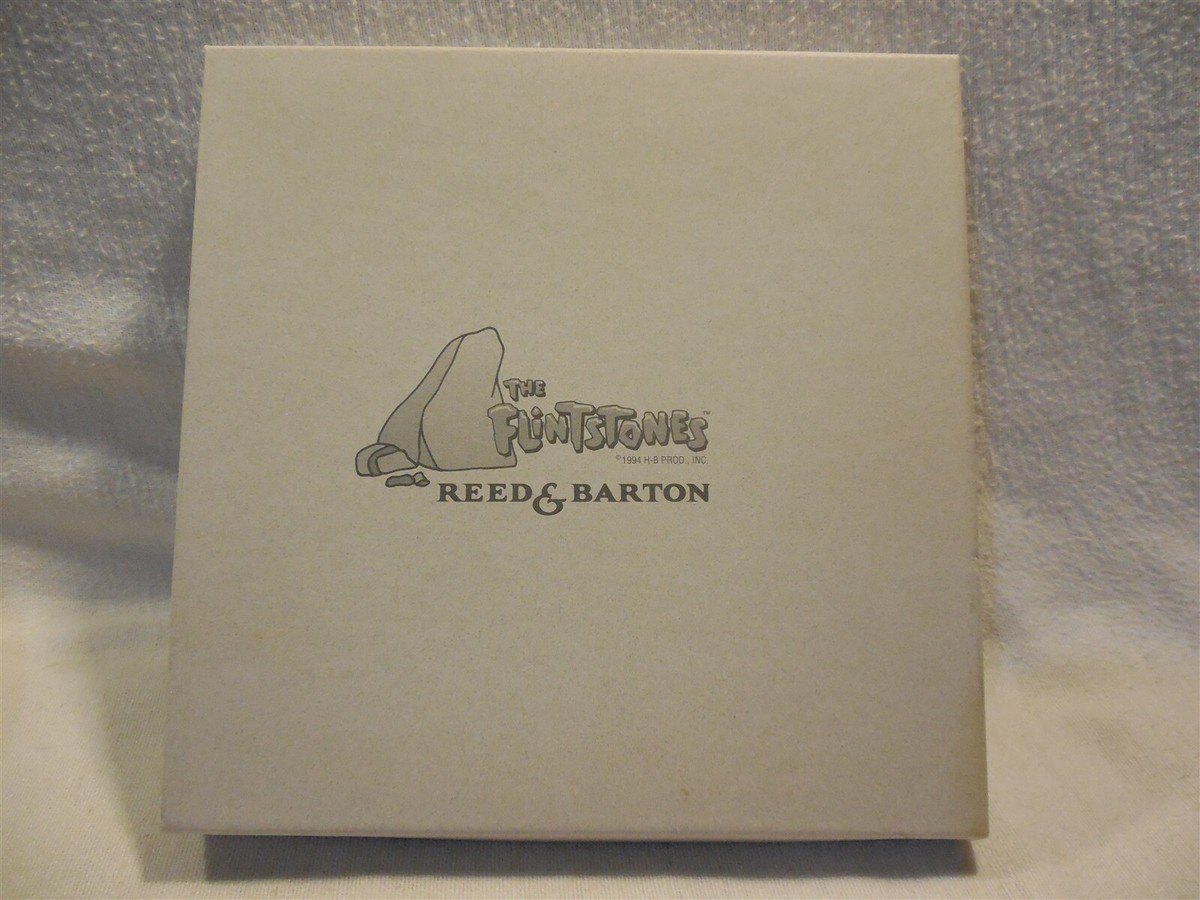 THE
FLINTSTONES™
©1994 H-B PROD., INC.
REED & BARTON